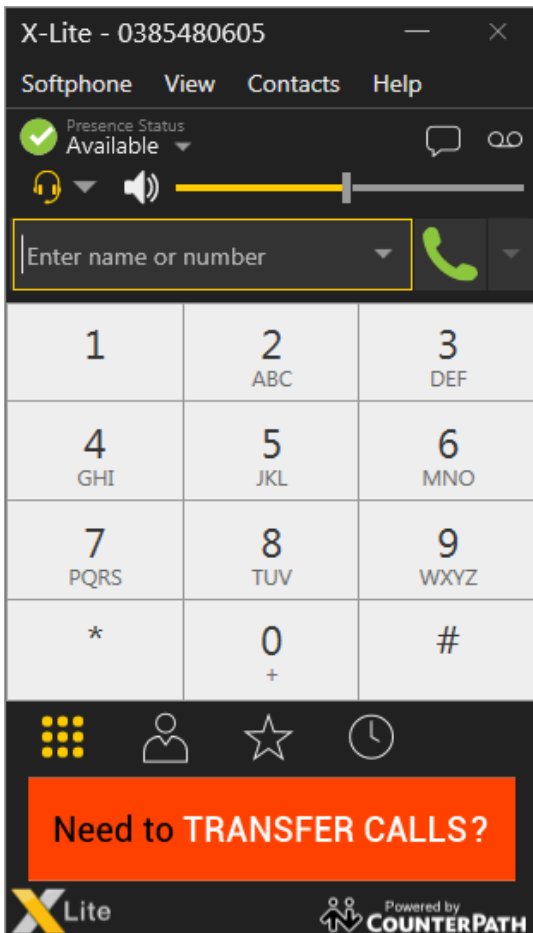 X-Lite - 0385480605
Softphone View Contacts Help
Presence Status
Available
Enter name or number
1 2 3
ABC DEF
4 5 6
GHI JKL MNO
7 8 9
PQRS TUV WXYZ
* 0 #
+
Need to TRANSFER CALLS?
X Lite
Powered by
COUNTERPATH